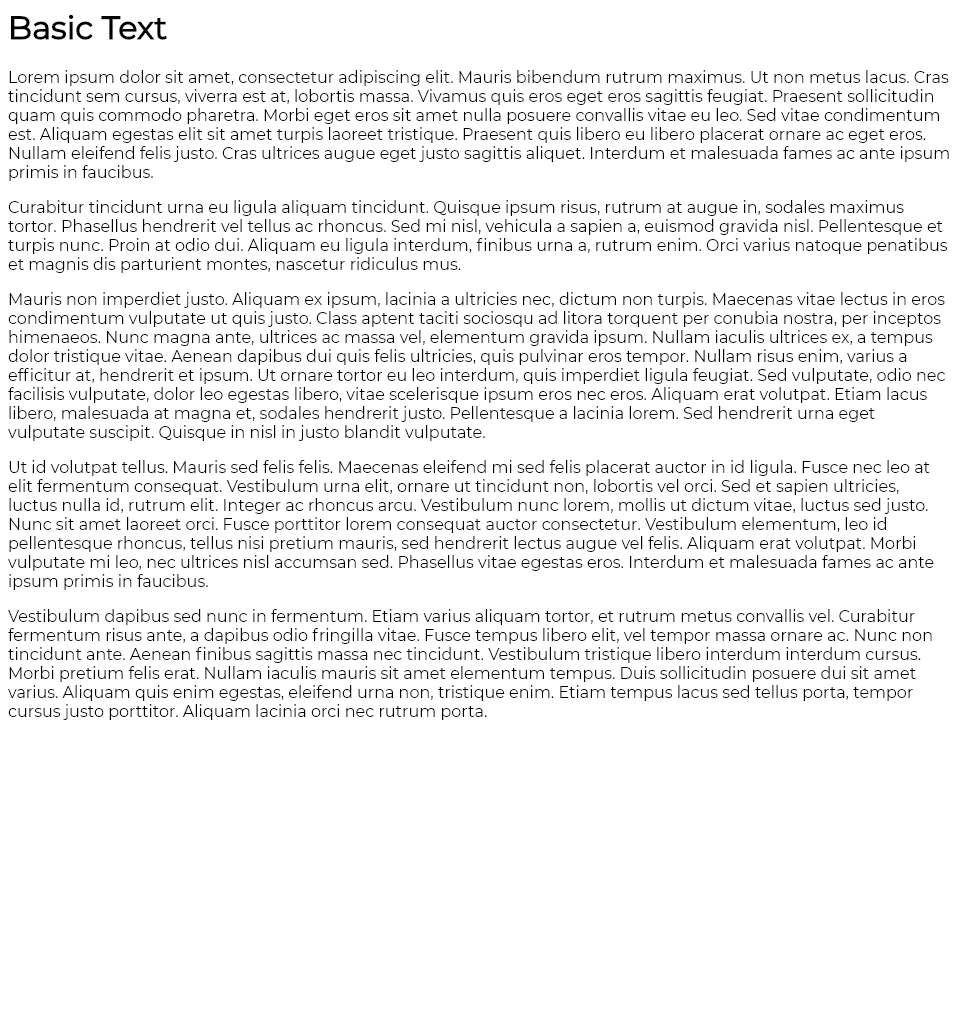 Basic Text
Lorem ipsum dolor sit amet, consectetur adipiscing elit. Mauris bibendum rutrum maximus. Ut non metus lacus. Cras
tincidunt sem cursus, viverra est at, lobortis massa. Vivamus quis eros eget eros sagittis feugiat. Praesent sollicitudin
quam quis commodo pharetra. Morbi eget eros sit amet nulla posuere convallis vitae eu leo. Sed vitae condimentum
est. Aliquam egestas elit sit amet turpis laoreet tristique. Praesent quis libero eu libero placerat ornare ac eget eros.
Nullam eleifend felis justo. Cras ultrices augue eget justo sagittis aliquet. Interdum et malesuada fames ac ante ipsum
primis in faucibus.
Curabitur tincidunt urna eu ligula aliquam tincidunt. Quisque ipsum risus, rutrum at augue in, sodales maximus
tortor. Phasellus hendrerit vel tellus ac rhoncus. Sed mi nisl, vehicula a sapien a, euismod gravida nisl. Pellentesque et
turpis nunc. Proin at odio dui. Aliquam eu ligula interdum, finibus urna a, rutrum enim. Orci varius natoque penatibus
et magnis dis parturient montes, nascetur ridiculus mus.
Mauris non imperdiet justo. Aliquam ex ipsum, lacinia a ultricies nec, dictum non turpis. Maecenas vitae lectus in eros
condimentum vulputate ut quis justo. Class aptent taciti sociosqu ad litora torquent per conubia nostra, per inceptos
himenaeos. Nunc magna ante, ultrices ac massa vel, elementum gravida ipsum. Nullam iaculis ultrices ex, a tempus
dolor tristique vitae. Aenean dapibus dui quis felis ultricies, quis pulvinar eros tempor. Nullam risus enim, varius a
efficitur at, hendrerit et ipsum. Ut ornare tortor eu leo interdum, quis imperdiet ligula feugiat. Sed vulputate, odio nec
facilisis vulputate, dolor leo egestas libero, vitae scelerisque ipsum eros nec eros. Aliquam erat volutpat. Etiam lacus
libero, malesuada at magna et, sodales hendrerit justo. Pellentesque a lacinia lorem. Sed hendrerit urna eget
vulputate suscipit. Quisque in nisl in justo blandit vulputate.
Ut id volutpat tellus. Mauris sed felis felis. Maecenas eleifend mi sed felis placerat auctor in id ligula. Fusce nec leo at
elit fermentum consequat. Vestibulum urna elit, ornare ut tincidunt non, lobortis vel orci. Sed et sapien ultricies,
luctus nulla id, rutrum elit. Integer ac rhoncus arcu. Vestibulum nunc lorem, mollis ut dictum vitae, luctus sed justo.
Nunc sit amet laoreet orci. Fusce porttitor lorem consequat auctor consectetur. Vestibulum elementum, leo id
pellentesque rhoncus, tellus nisi pretium mauris, sed hendrerit lectus augue vel felis. Aliquam erat volutpat. Morbi
vulputate mi leo, nec ultrices nisl accumsan sed. Phasellus vitae egestas eros. Interdum et malesuada fames ac ante
ipsum primis in faucibus.
Vestibulum dapibus sed nunc in fermentum. Etiam varius aliquam tortor, et rutrum metus convallis vel. Curabitur
fermentum risus ante, a dapibus odio fringilla vitae. Fusce tempus libero elit, vel tempor massa ornare ac. Nunc non
tincidunt ante. Aenean finibus sagittis massa nec tincidunt. Vestibulum tristique libero interdum interdum cursus.
Morbi pretium felis erat. Nullam iaculis mauris sit amet elementum tempus. Duis sollicitudin posuere dui sit amet
varius. Aliquam quis enim egestas, eleifend urna non, tristique enim. Etiam tempus lacus sed tellus porta, tempor
cursus justo porttitor. Aliquam lacinia orci nec rutrum porta.